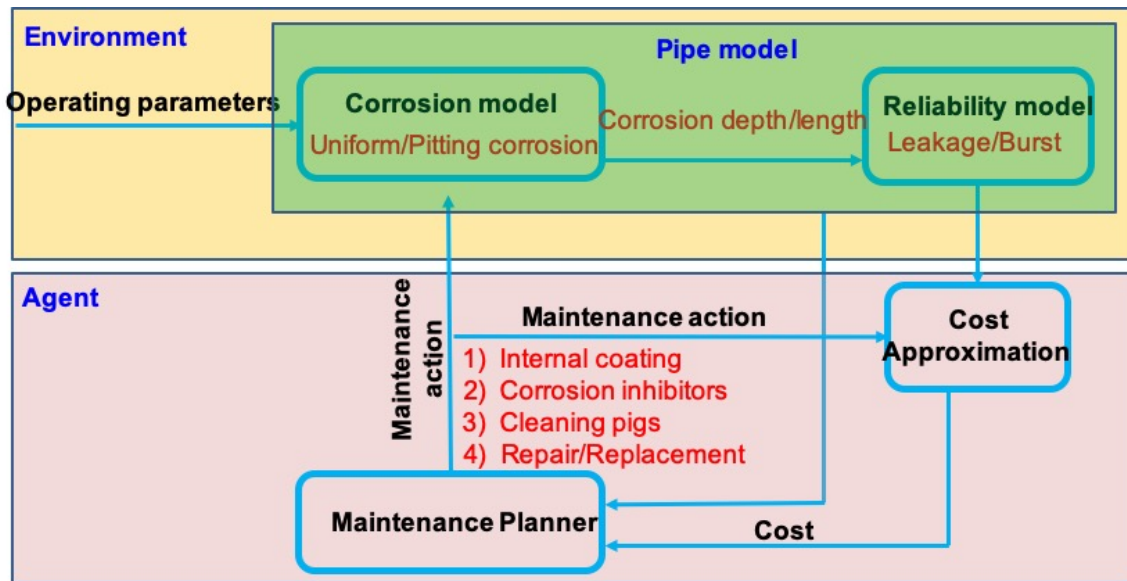 Environment
Pipe model
Operating parameters
Corrosion model
Uniform/Pitting corrosion
Corrosion depth/length
Reliability model
Leakage/Burst
Agent
Maintenance
action
Maintenance action
1) Internal coating
2) Corrosion inhibitors
3) Cleaning pigs
4) Repair/Replacement
Cost
Approximation
Maintenance Planner
Cost